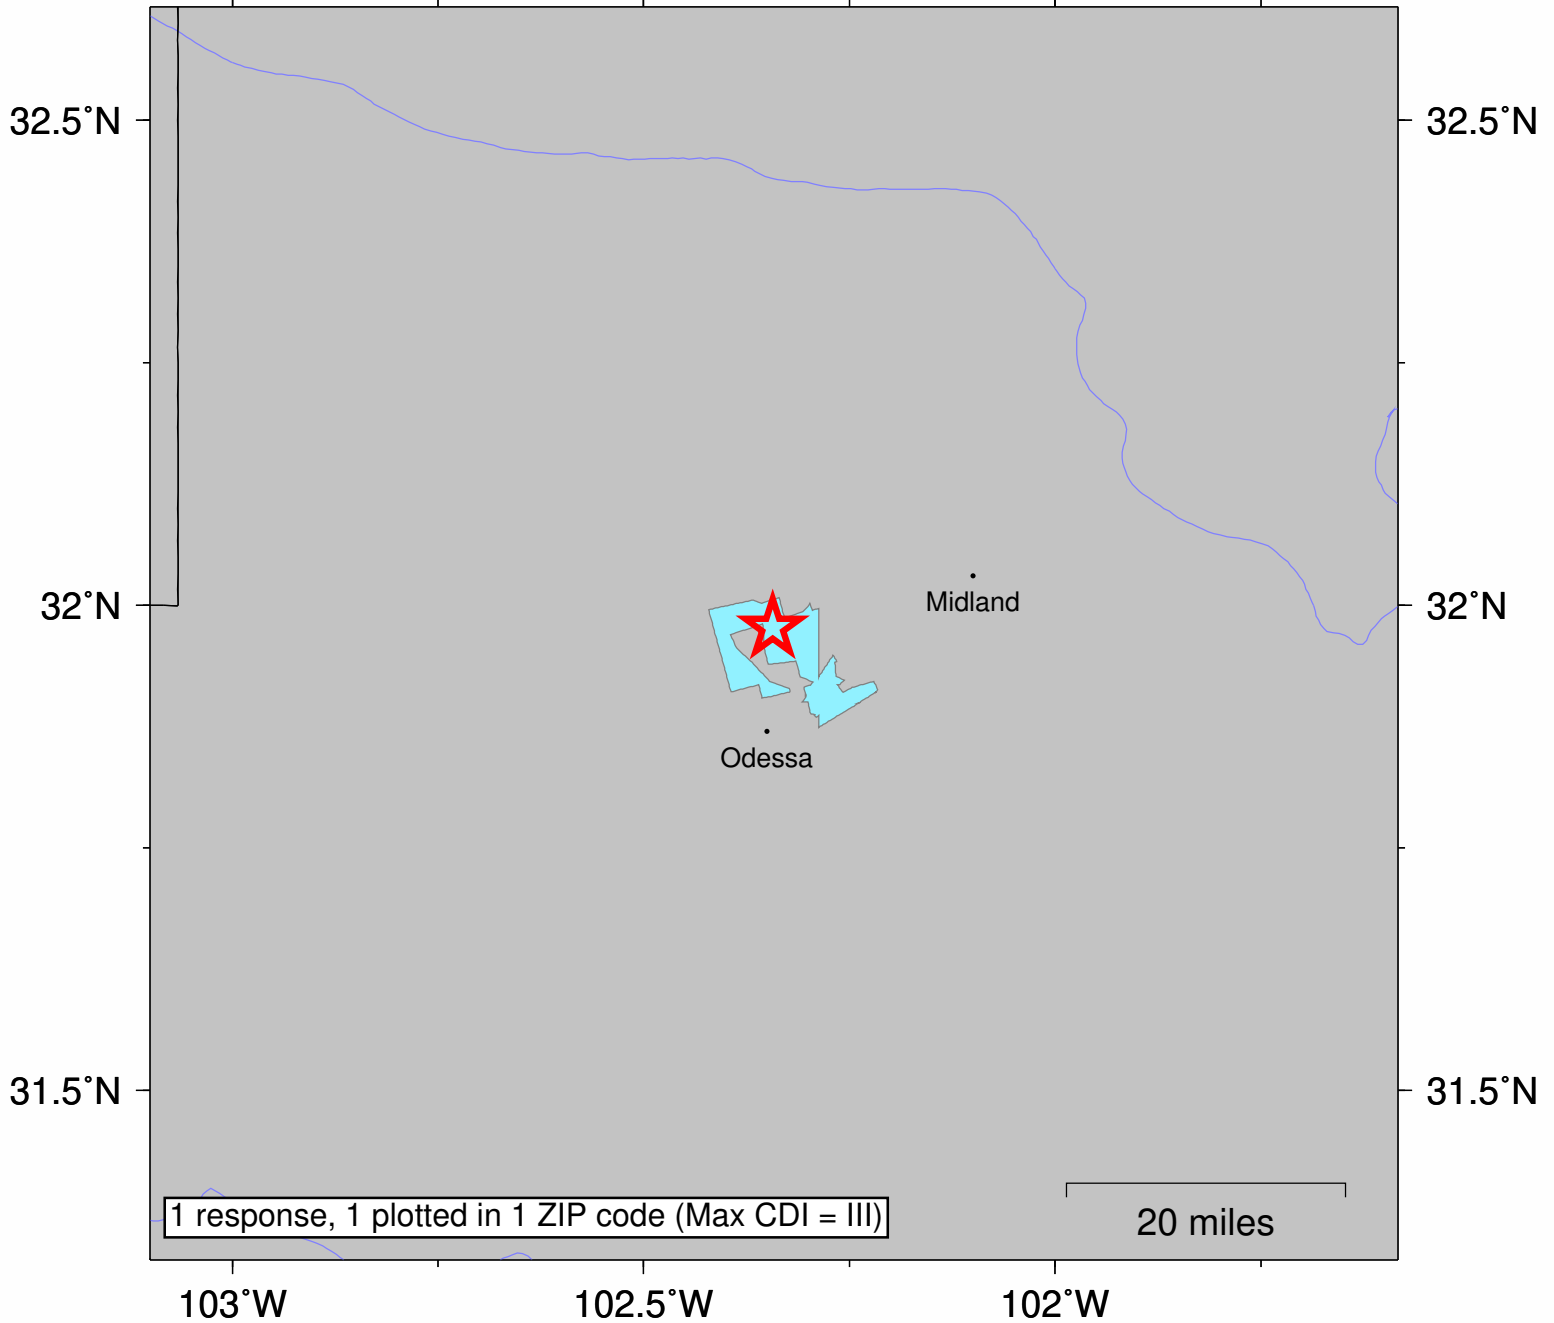 32.5˚N 32.5˚N
Midland
32˚N 32˚N
Odessa
31.5˚N 31.5˚N
1 response, 1 plotted in 1 ZIP code (Max CDI = III)
20 miles
103˚W 102.5˚W 102˚W